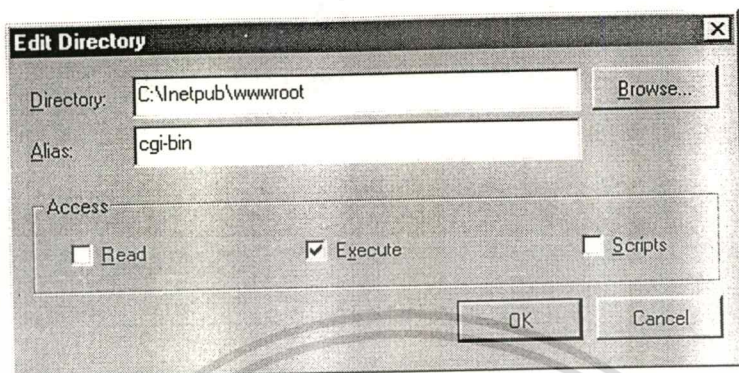 Edit Directory
Directory: C:\Inetpub\wwwroot Browse...
Alias: cgi-bin
Access
Read Execute Scripts
OK Cancel